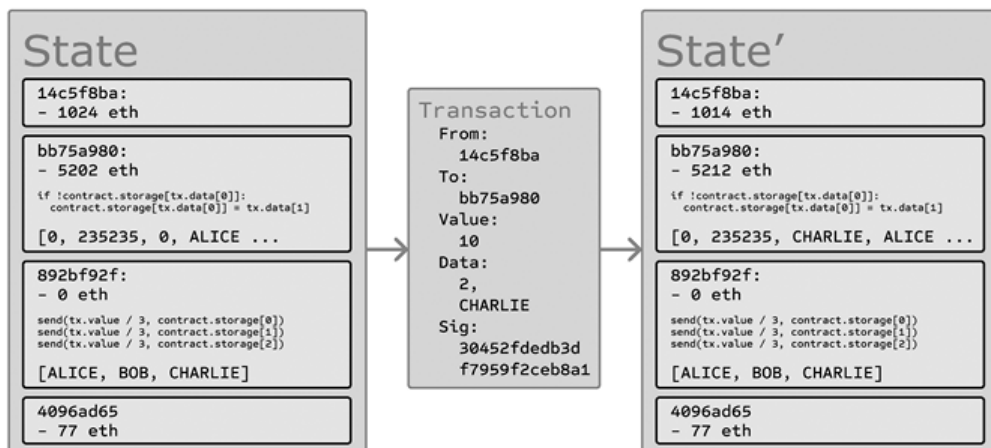 State
14c5f8ba:
- 1024 eth
bb75a980:
- 5202 eth
if !contract.storage[tx.data[0]]:
contract.storage[tx.data[0]] = tx.data[1]
[0, 235235, 0, ALICE ...
892bf92f:
- 0 eth
send(tx.value / 3, contract.storage[0])
send(tx.value / 3, contract.storage[1])
send(tx.value / 3, contract.storage[2])
[ALICE, BOB, CHARLIE]
4096ad65
- 77 eth
Transaction
From:
14c5f8ba
To:
bb75a980
Value:
10
Data:
2,
CHARLIE
Sig:
30452fdedb3d
f7959f2ceb8a1
State’
14c5f8ba:
- 1014 eth
bb75a980:
- 5212 eth
if !contract.storage[tx.data[0]]:
contract.storage[tx.data[0]] = tx.data[1]
[0, 235235, CHARLIE, ALICE ...
892bf92f:
- 0 eth
send(tx.value / 3, contract.storage[0])
send(tx.value / 3, contract.storage[1])
send(tx.value / 3, contract.storage[2])
[ALICE, BOB, CHARLIE]
4096ad65
- 77 eth